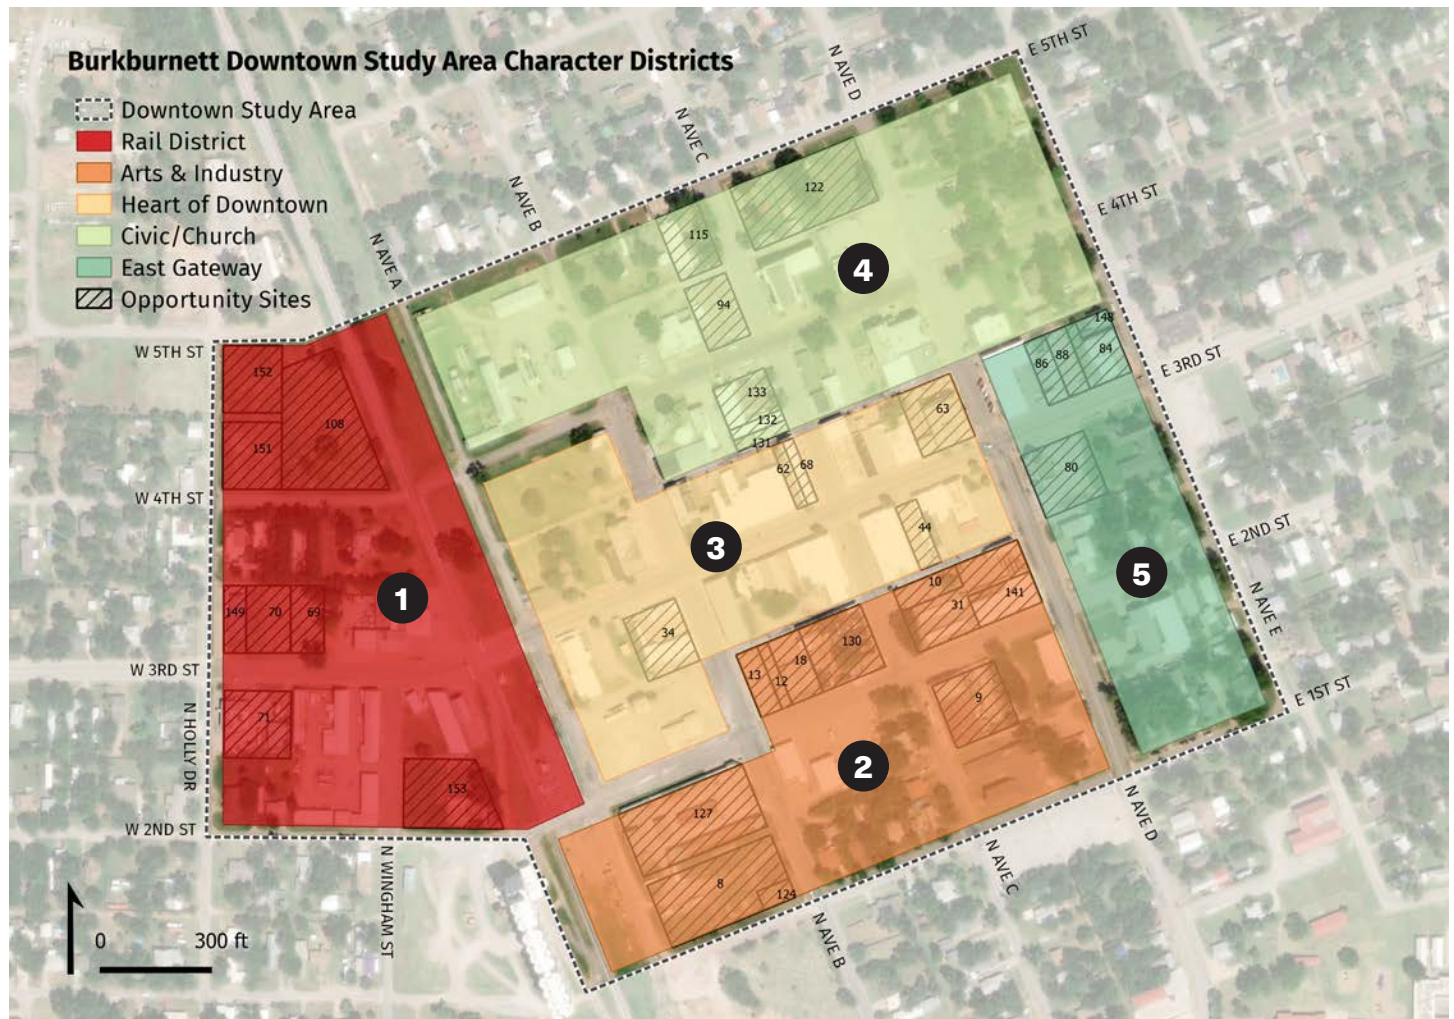 Burkburnett Downtown Study Area Character Districts
Downtown Study Area
Rail District
Arts & Industry
Heart of Downtown
Civic/Church
East Gateway
Opportunity Sites
E 5TH ST
N AVE D
N AVE C
N AVE B
N AVE A
E 4TH ST
E 3RD ST
E 2ND ST
N AVE E
E 1ST ST
W 5TH ST
W 4TH ST
W 3RD ST
N HOLLY DR
W 2ND ST
N WINGHAM ST
N AVE B
N AVE C
N AVE D
122
115
94
4
133
132
131
148
86
88
84
80
5
63
62
68
44
3
34
152
108
151
149
70
69
1
71
153
10
31
141
130
18
13
12
9
2
127
8
124
0
300 ft